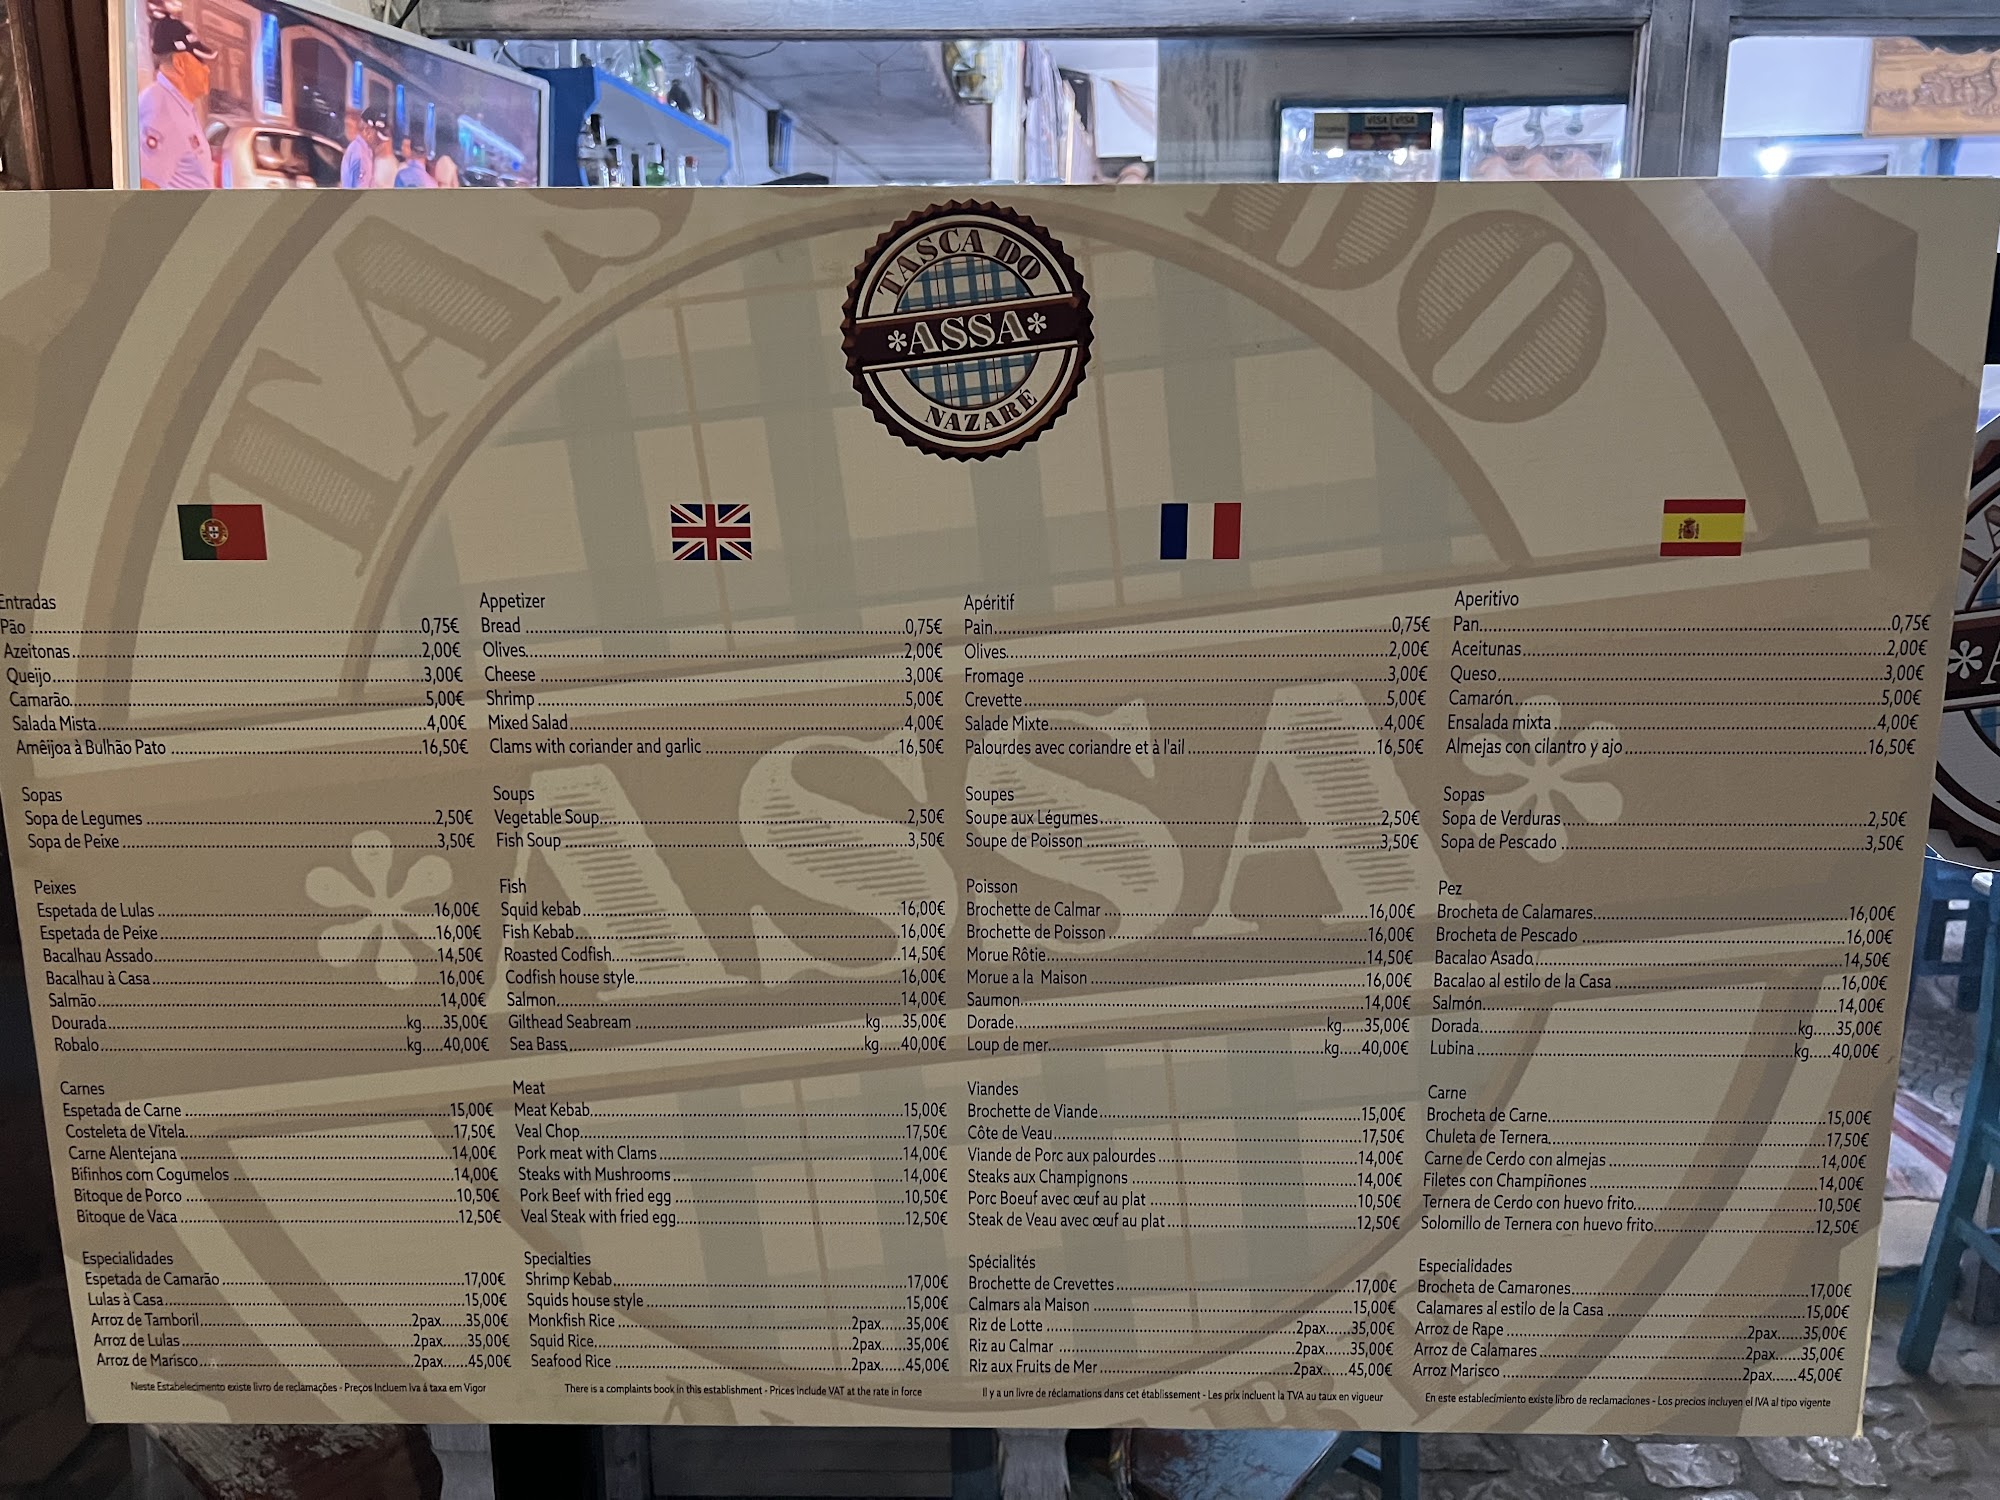 VISA VISA
TASCA DO
*ASSA*
NAZARÉ
Entradas
Pão 0,75€
Azeitonas 2,00€
Queijo 3,00€
Camarão 5,00€
Salada Mista 4,00€
Amêijoa à Bulhão Pato 16,50€
Sopas
Sopa de Legumes 2,50€
Sopa de Peixe 3,50€
Peixes
Espetada de Lulas 16,00€
Espetada de Peixe 16,00€
Bacalhau Assado 14,50€
Bacalhau à Casa 16,00€
Salmão 14,00€
Dourada kg 35,00€
Robalo kg 40,00€
Carnes
Espetada de Carne 15,00€
Costeleta de Vitela 17,50€
Carne Alentejana 14,00€
Bifinhos com Cogumelos 14,00€
Bitoque de Porco 10,50€
Bitoque de Vaca 12,50€
Especialidades
Espetada de Camarão 17,00€
Lulas à Casa 15,00€
Arroz de Tamboril 2pax 35,00€
Arroz de Lulas 2pax 35,00€
Arroz de Marisco 2pax 45,00€
Neste Estabelecimento existe livro de reclamações - Preços Incluem Iva á taxa em Vigor
Appetizer
Bread 0,75€
Olives 2,00€
Cheese 3,00€
Shrimp 5,00€
Mixed Salad 4,00€
Clams with coriander and garlic 16,50€
Soups
Vegetable Soup 2,50€
Fish Soup 3,50€
Fish
Squid kebab 16,00€
Fish Kebab 16,00€
Roasted Codfish 14,50€
Codfish house style 16,00€
Salmon 14,00€
Gilthead Seabream kg 35,00€
Sea Bass kg 40,00€
Meat
Meat Kebab 15,00€
Veal Chop 17,50€
Pork meat with Clams 14,00€
Steaks with Mushrooms 14,00€
Pork Beef with fried egg 10,50€
Veal Steak with fried egg 12,50€
Specialties
Shrimp Kebab 17,00€
Squids house style 15,00€
Monkfish Rice 2pax 35,00€
Squid Rice 2pax 35,00€
Seafood Rice 2pax 45,00€
There is a complaints book in this establishment - Prices include VAT at the rate in force
Apéritif
Pain 0,75€
Olives 2,00€
Fromage 3,00€
Crevette 5,00€
Salade Mixte 4,00€
Palourdes avec coriandre et à l'ail 16,50€
Soupes
Soupe aux Légumes 2,50€
Soupe de Poisson 3,50€
Poisson
Brochette de Calmar 16,00€
Brochette de Poisson 16,00€
Morue Rôtie 14,50€
Morue a la Maison 16,00€
Saumon 14,00€
Dorade kg 35,00€
Loup de mer kg 40,00€
Viandes
Brochette de Viande 15,00€
Côte de Veau 17,50€
Viande de Porc aux palourdes 14,00€
Steaks aux Champignons 14,00€
Porc Boeuf avec œuf au plat 10,50€
Steak de Veau avec œuf au plat 12,50€
Spécialités
Brochette de Crevettes 17,00€
Calmars ala Maison 15,00€
Riz de Lotte 2pax 35,00€
Riz au Calmar 2pax 35,00€
Riz aux Fruits de Mer 2pax 45,00€
Il y a un livre de réclamations dans cet établissement - Les prix incluent la TVA au taux en vigueur
Aperitivo
Pan 0,75€
Aceitunas 2,00€
Queso 3,00€
Camarón 5,00€
Ensalada mixta 4,00€
Almejas con cilantro y ajo 16,50€
Sopas
Sopa de Verduras 2,50€
Sopa de Pescado 3,50€
Pez
Brocheta de Calamares 16,00€
Brocheta de Pescado 16,00€
Bacalao Asado 14,50€
Bacalao al estilo de la Casa 16,00€
Salmón 14,00€
Dorada kg 35,00€
Lubina kg 40,00€
Carne
Brocheta de Carne 15,00€
Chuleta de Ternera 17,50€
Carne de Cerdo con almejas 14,00€
Filetes con Champiñones 14,00€
Ternera de Cerdo con huevo frito 10,50€
Solomillo de Ternera con huevo frito 12,50€
Especialidades
Brocheta de Camarones 17,00€
Calamares al estilo de la Casa 15,00€
Arroz de Rape 2pax 35,00€
Arroz de Calamares 2pax 35,00€
Arroz Marisco 2pax 45,00€
En este establecimiento existe libro de reclamaciones - Los precios incluyen el IVA al tipo vigente